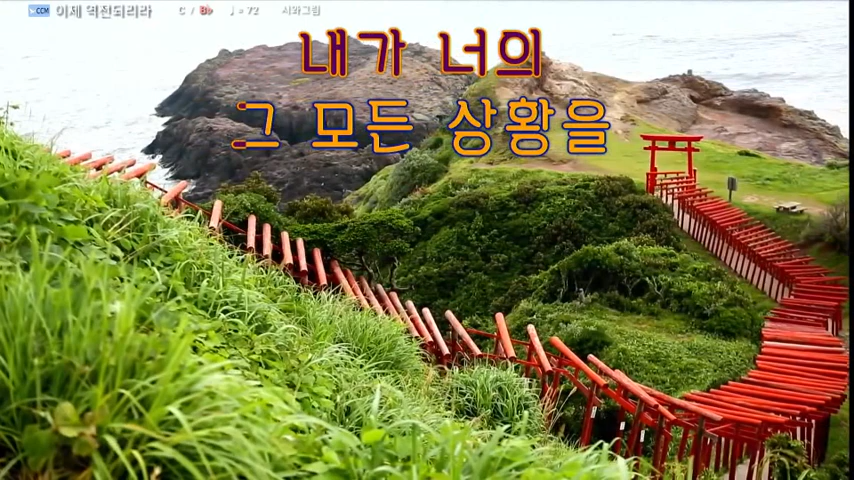 CCM 이제 역전되리라 C / B♭ ♩= 72 시와그림
내가 너의
그 모든 상황을